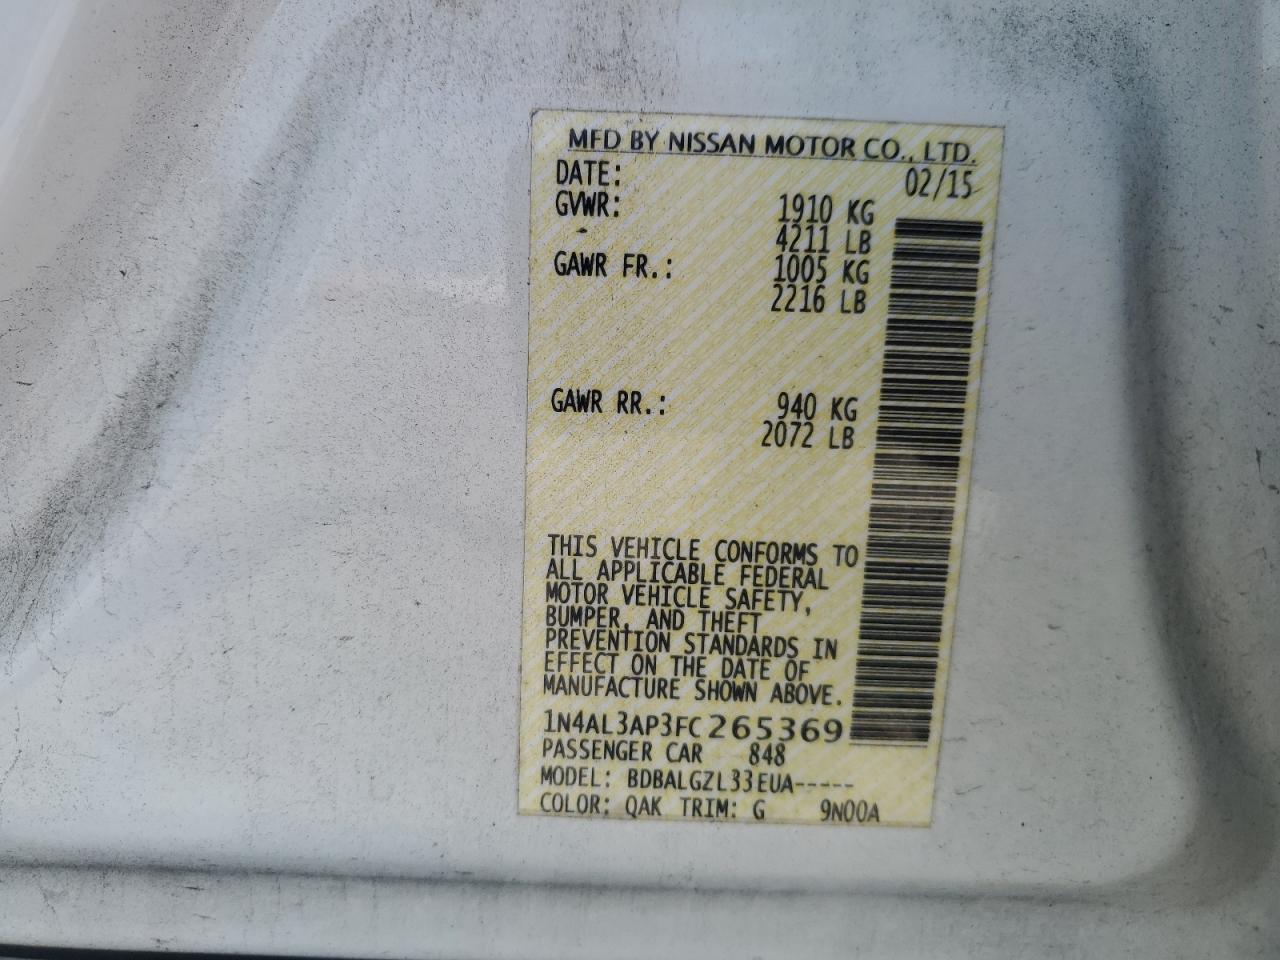 MFD BY NISSAN MOTOR CO., LTD.
DATE: 02/15
GVWR: 1910 KG
4211 LB
GAWR FR.: 1005 KG
2216 LB
GAWR RR.: 940 KG
2072 LB
THIS VEHICLE CONFORMS TO
ALL APPLICABLE FEDERAL
MOTOR VEHICLE SAFETY,
BUMPER, AND THEFT
PREVENTION STANDARDS IN
EFFECT ON THE DATE OF
MANUFACTURE SHOWN ABOVE.
1N4AL3AP3FC265369
PASSENGER CAR 848
MODEL: BDBALGZL33EUA-----
COLOR: QAK TRIM: G 9N00A